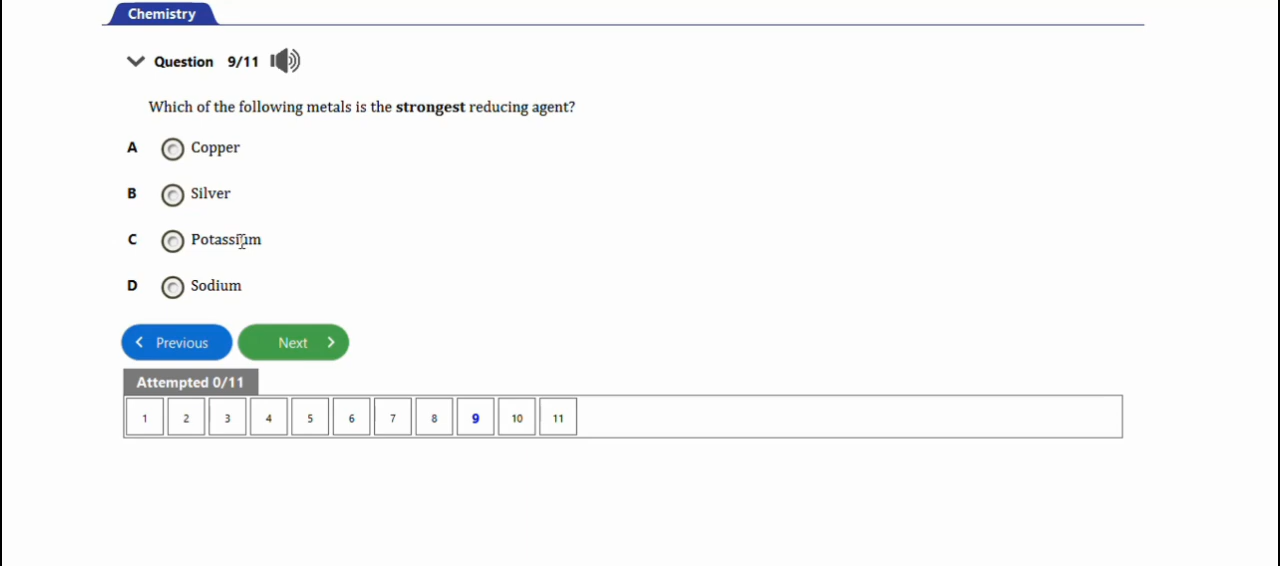 Chemistry
Question 9/11
Which of the following metals is the strongest reducing agent?
A Copper
B Silver
C Potassium
D Sodium
Previous Next
Attempted 0/11
1 2 3 4 5 6 7 8 9 10 11